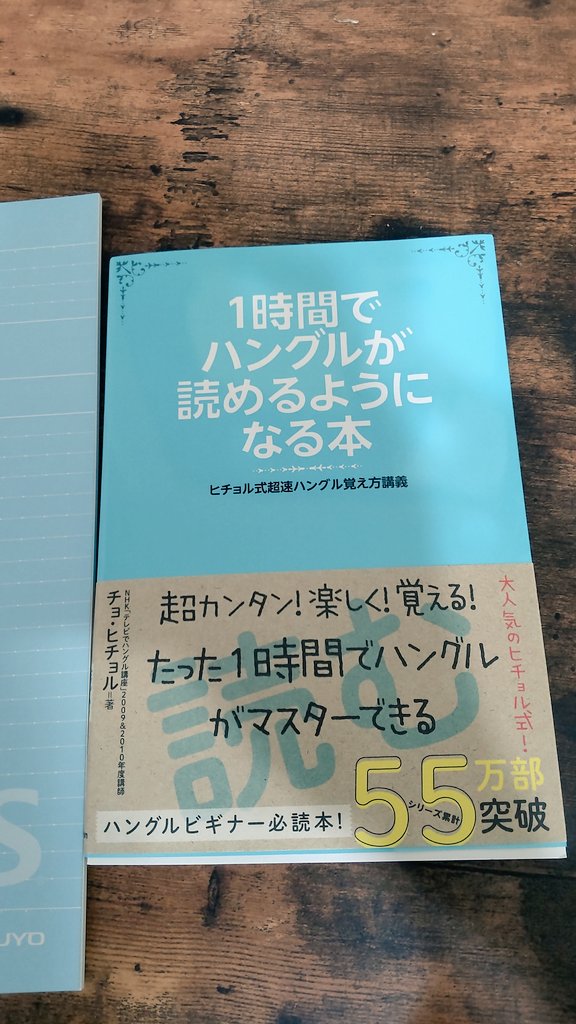 1時間で
ハングルが
読めるように
なる本
ヒチョル式超速ハングル覚え方講義
超カンタン!楽しく!覚える!
たった1時間でハングル
がマスターできる
読む
大人気のヒチョル式!
NHK「テレビでハングル講座」2009&2010年度講師
チョ・ヒチョル=著
ハングルビギナー必読本!
シリーズ累計
55万部
突破
S
UYO